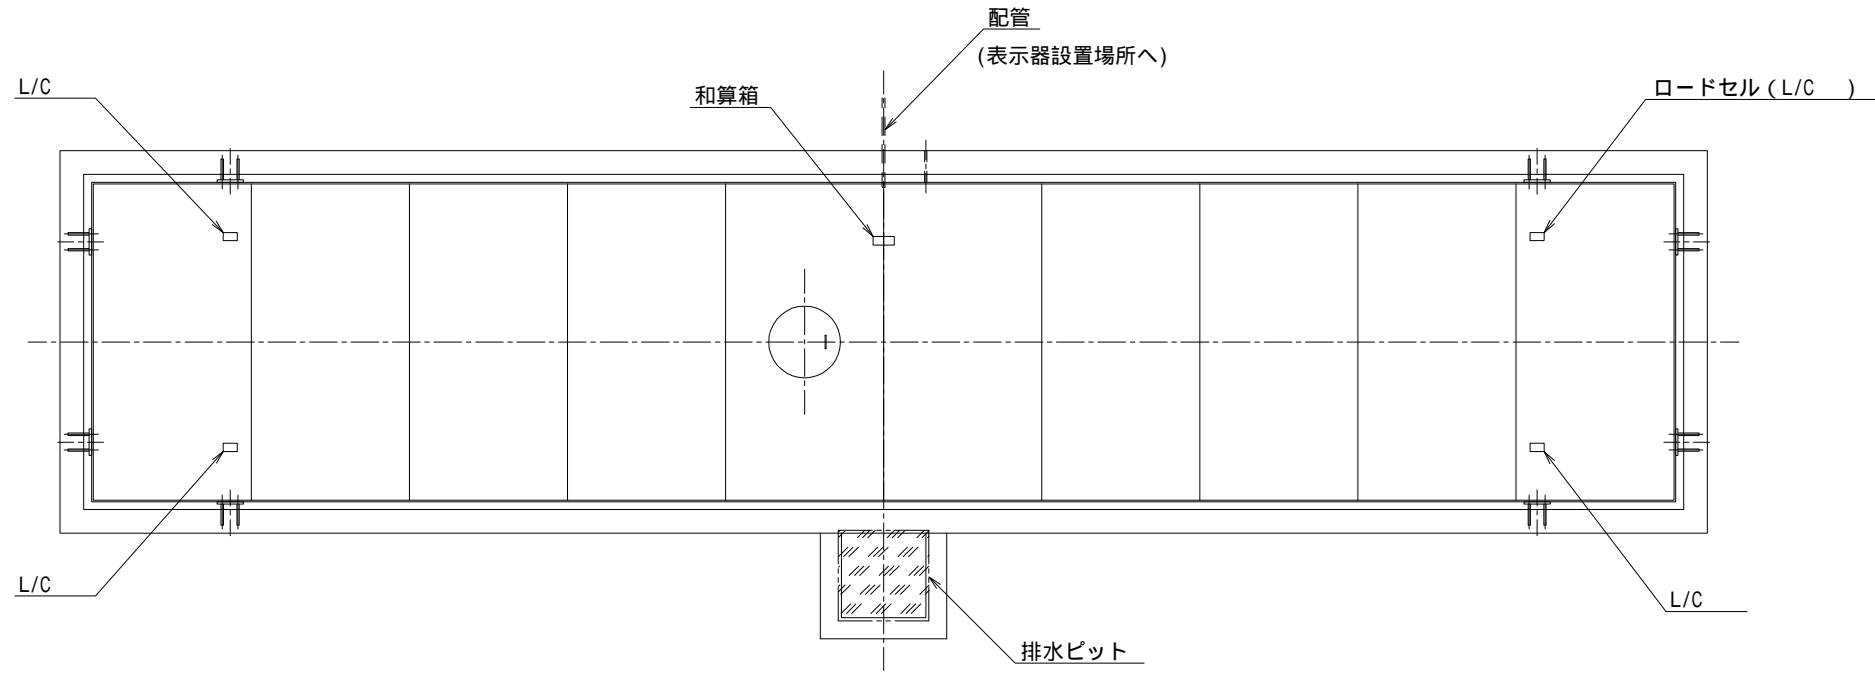 配管
(表示器設置場所へ)
L/C
和算箱
ロードセル(L/C )
L/C
L/C
排水ピット